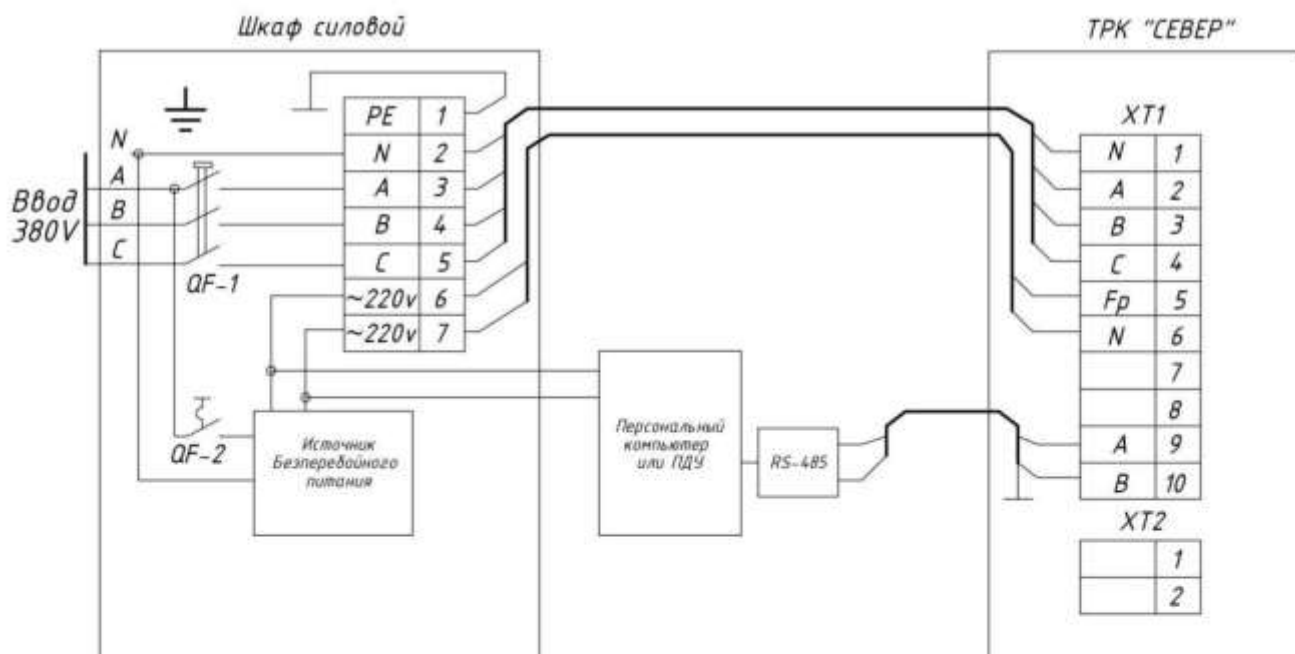 Шкаф силовой
ТРК "СЕВЕР"
Ввод
380V
N
A
B
C
QF-1
QF-2
PE 1
N 2
A 3
B 4
C 5
~220v 6
~220v 7
Источник
Безперебойного
питания
Персональный
компьютер
или ПДУ
RS-485
XT1
N 1
A 2
B 3
C 4
Fp 5
N 6
7
8
A 9
B 10
XT2
1
2